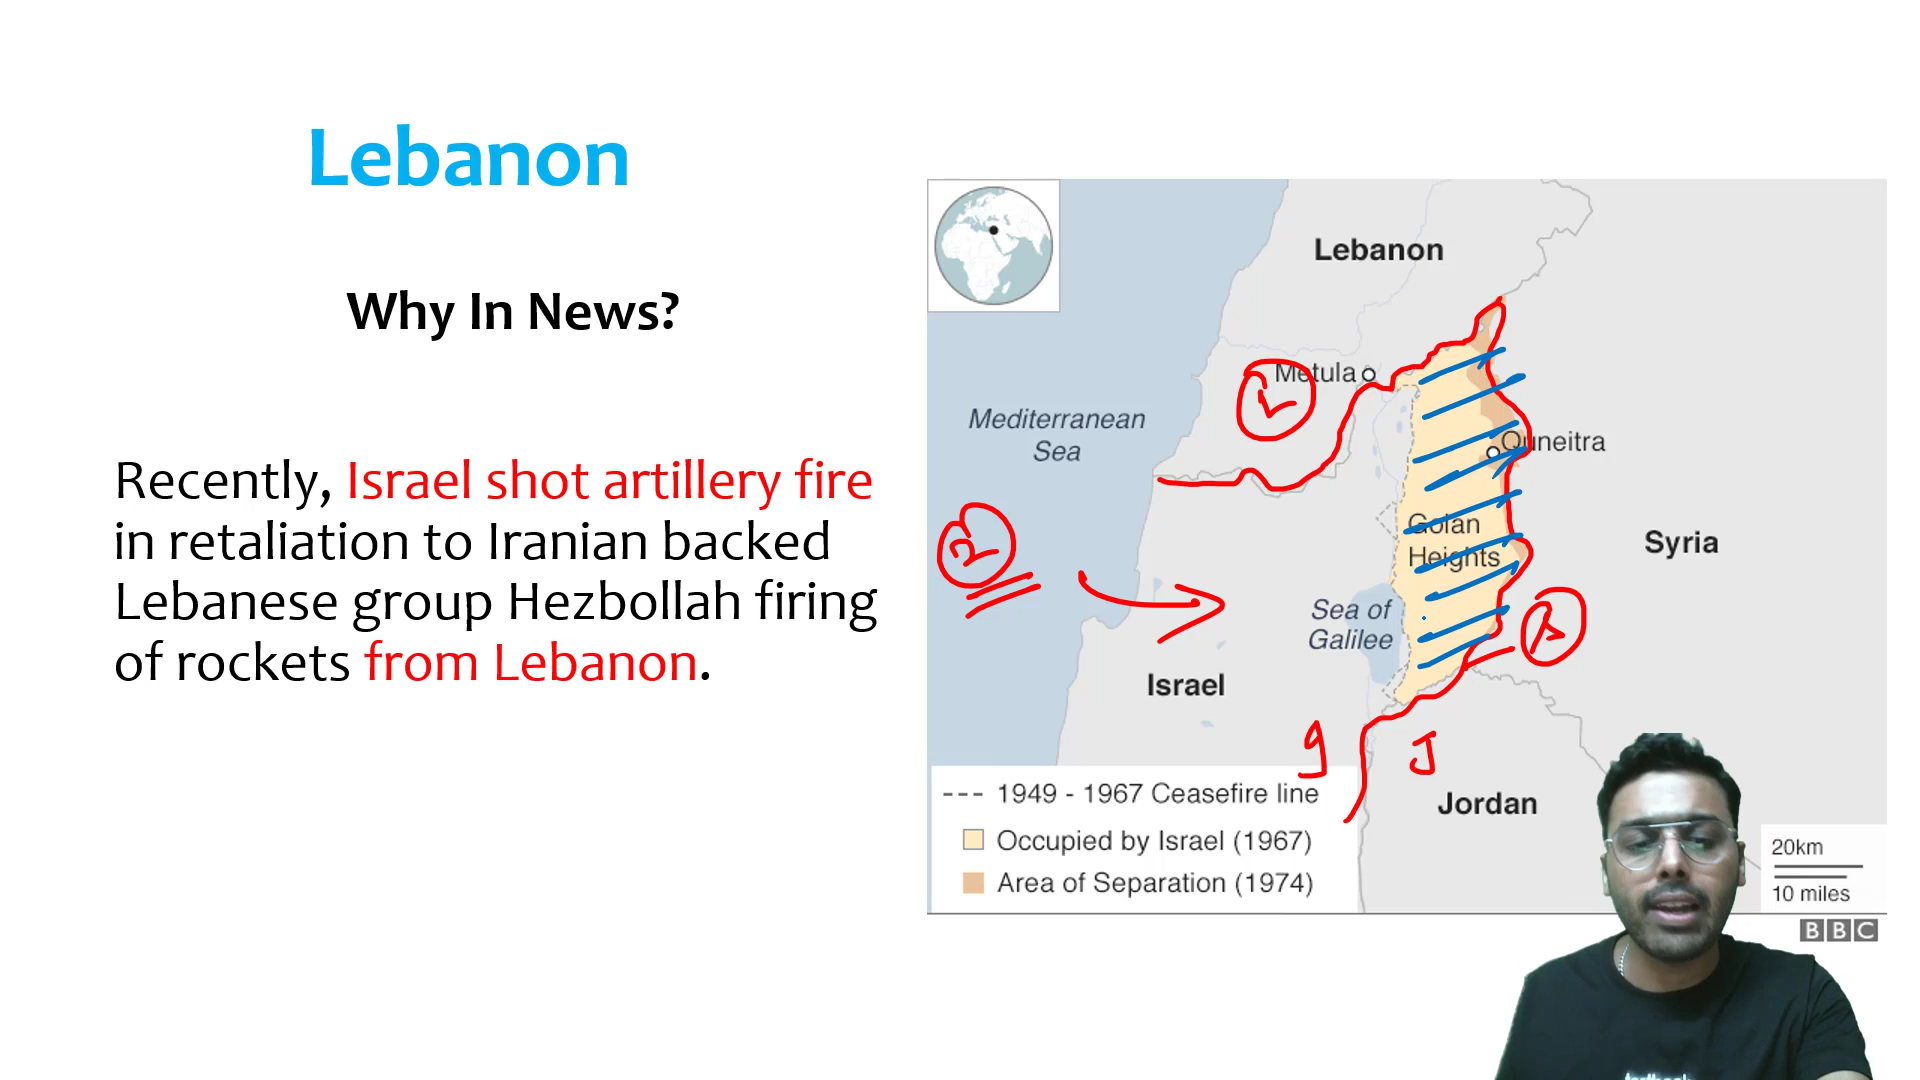 Lebanon
Why In News?
Recently, Israel shot artillery fire
in retaliation to Iranian backed
Lebanese group Hezbollah firing
of rockets from Lebanon.
Lebanon
Metula
Mediterranean
Sea
Quneitra
Golan
Heights
Syria
Sea of
Galilee
Israel
J
Jordan
1949 - 1967 Ceasefire line
Occupied by Israel (1967)
Area of Separation (1974)
20km
10 miles
BBC